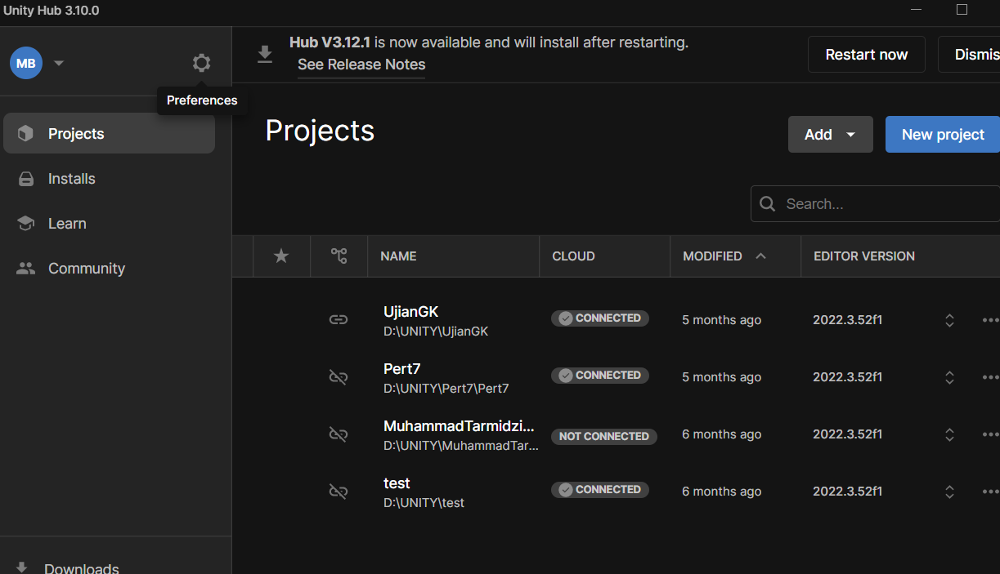 Unity Hub 3.10.0
MB
Hub V3.12.1 is now available and will install after restarting.
See Release Notes
Restart now
Dismis
Preferences
Projects
Installs
Learn
Community
Downloads
Projects
Add
New project
Search...
NAME CLOUD MODIFIED EDITOR VERSION
UjianGK CONNECTED 5 months ago 2022.3.52f1
D:\UNITY\UjianGK
Pert7 CONNECTED 5 months ago 2022.3.52f1
D:\UNITY\Pert7\Pert7
MuhammadTarmidzi... NOT CONNECTED 6 months ago 2022.3.52f1
D:\UNITY\MuhammadTar...
test CONNECTED 6 months ago 2022.3.52f1
D:\UNITY\test